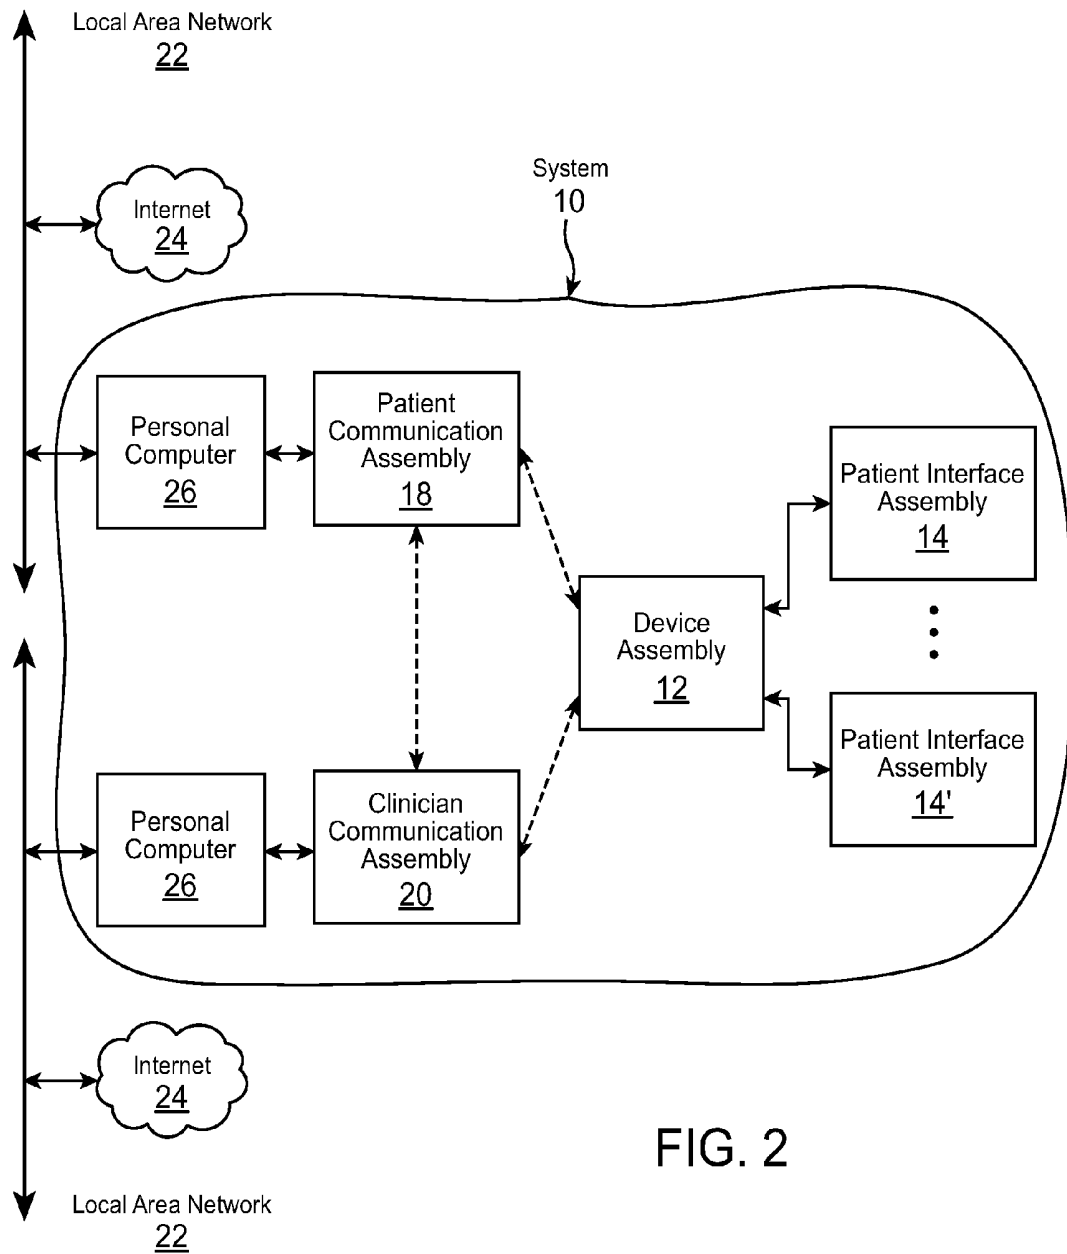 Local Area Network
22
Internet
24
System
10
Personal
Computer
26
Patient
Communication
Assembly
18
Patient Interface
Assembly
14
Device
Assembly
12
Patient Interface
Assembly
14'
Personal
Computer
26
Clinician
Communication
Assembly
20
Internet
24
FIG. 2
Local Area Network
22